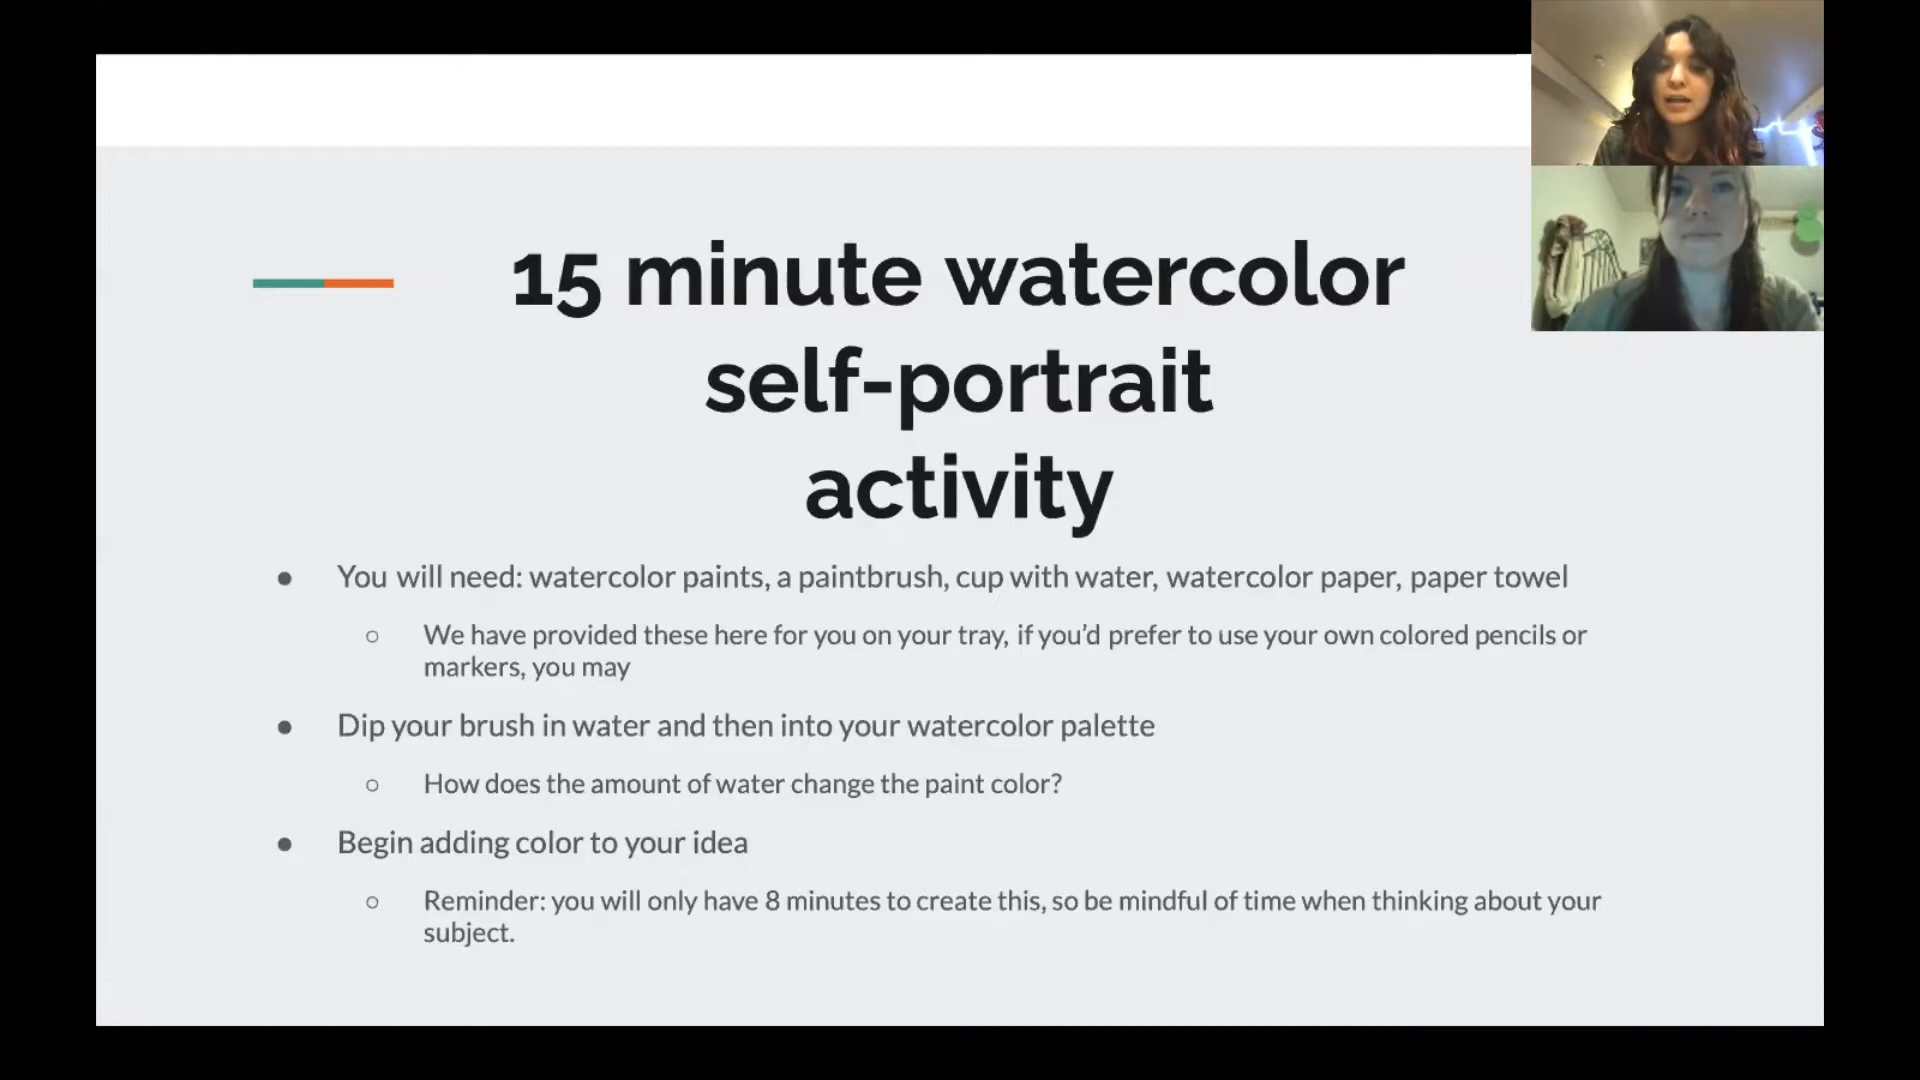 15 minute watercolor
self-portrait
activity
● You will need: watercolor paints, a paintbrush, cup with water, watercolor paper, paper towel
○ We have provided these here for you on your tray, if you’d prefer to use your own colored pencils or
markers, you may
● Dip your brush in water and then into your watercolor palette
○ How does the amount of water change the paint color?
● Begin adding color to your idea
○ Reminder: you will only have 8 minutes to create this, so be mindful of time when thinking about your
subject.